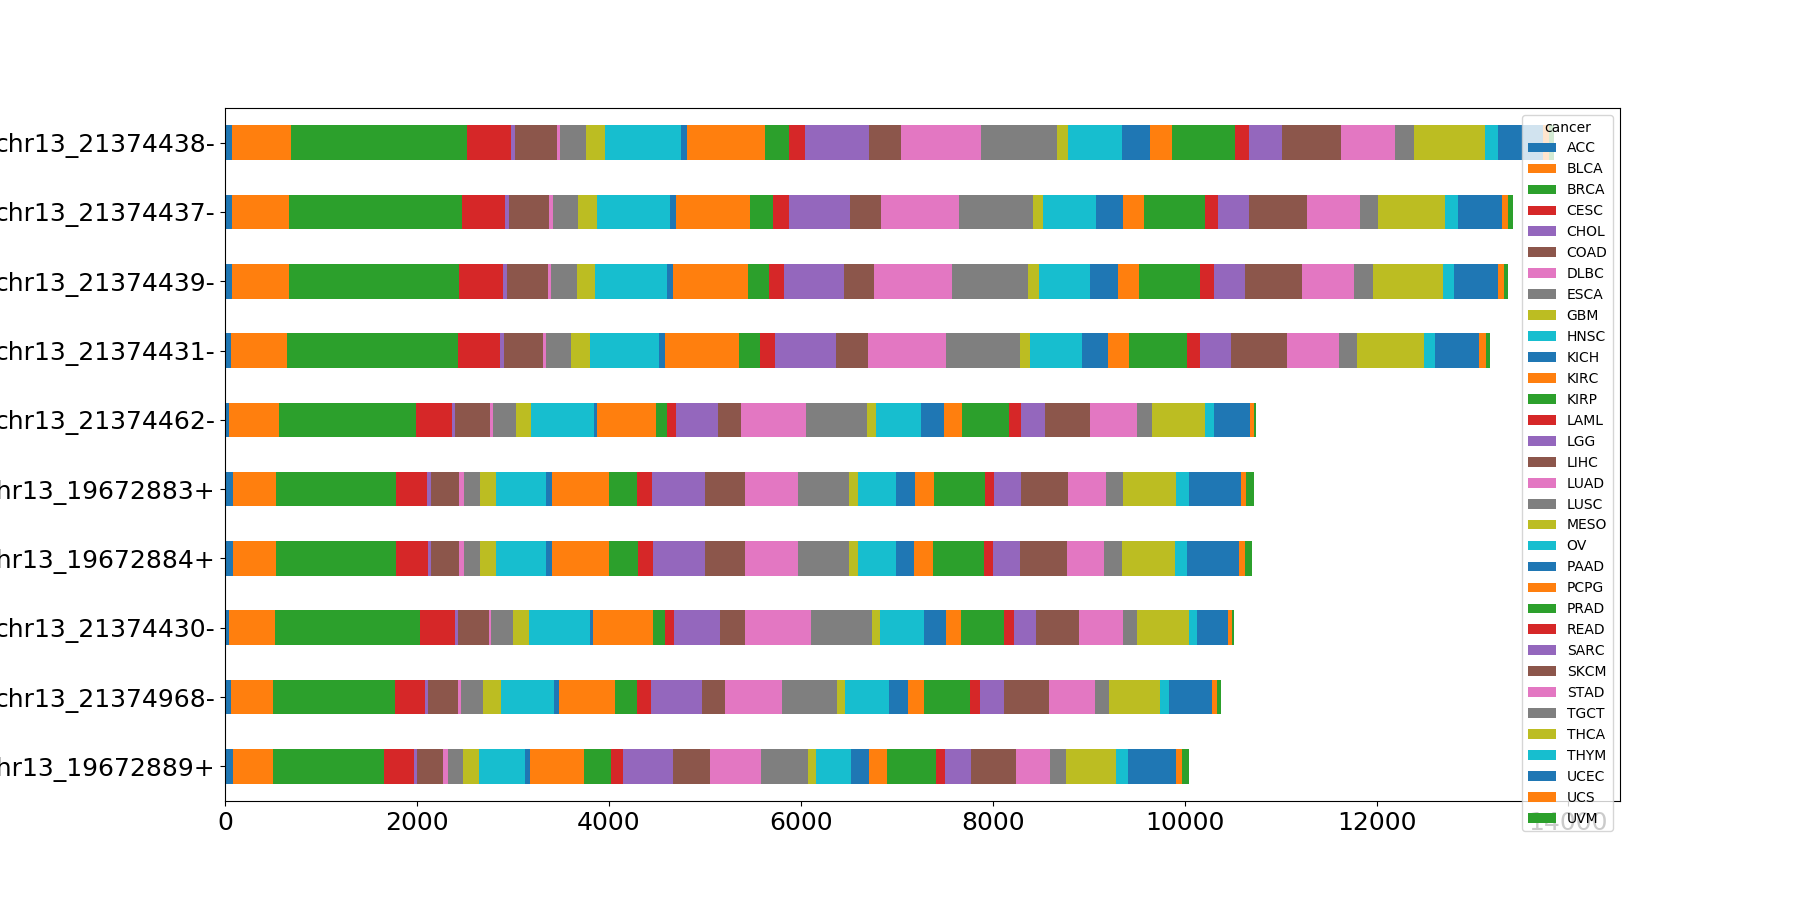 chr13_21374438-
chr13_21374437-
chr13_21374439-
chr13_21374431-
chr13_21374462-
hr13_19672883+
hr13_19672884+
chr13_21374430-
chr13_21374968-
hr13_19672889+
0 2000 4000 6000 8000 10000 12000 14000
cancer
ACC
BLCA
BRCA
CESC
CHOL
COAD
DLBC
ESCA
GBM
HNSC
KICH
KIRC
KIRP
LAML
LGG
LIHC
LUAD
LUSC
MESO
OV
PAAD
PCPG
PRAD
READ
SARC
SKCM
STAD
TGCT
THCA
THYM
UCEC
UCS
UVM